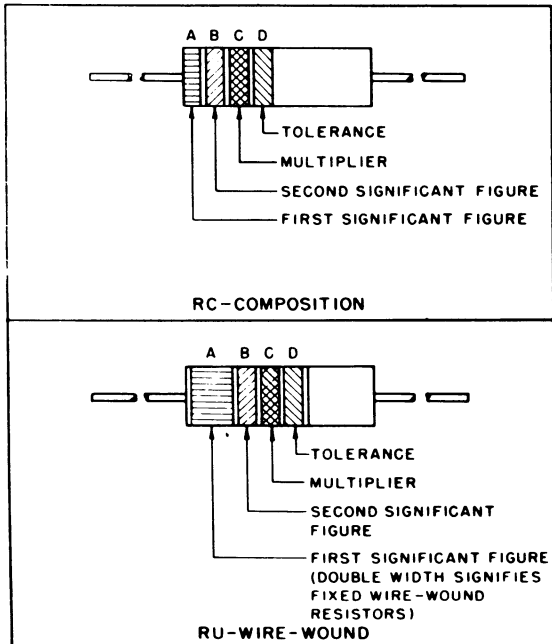 A B C D
TOLERANCE
MULTIPLIER
SECOND SIGNIFICANT FIGURE
FIRST SIGNIFICANT FIGURE
RC-COMPOSITION
A B C D
TOLERANCE
MULTIPLIER
SECOND SIGNIFICANT
FIGURE
FIRST SIGNIFICANT FIGURE
(DOUBLE WIDTH SIGNIFIES
FIXED WIRE-WOUND
RESISTORS)
RU-WIRE-WOUND